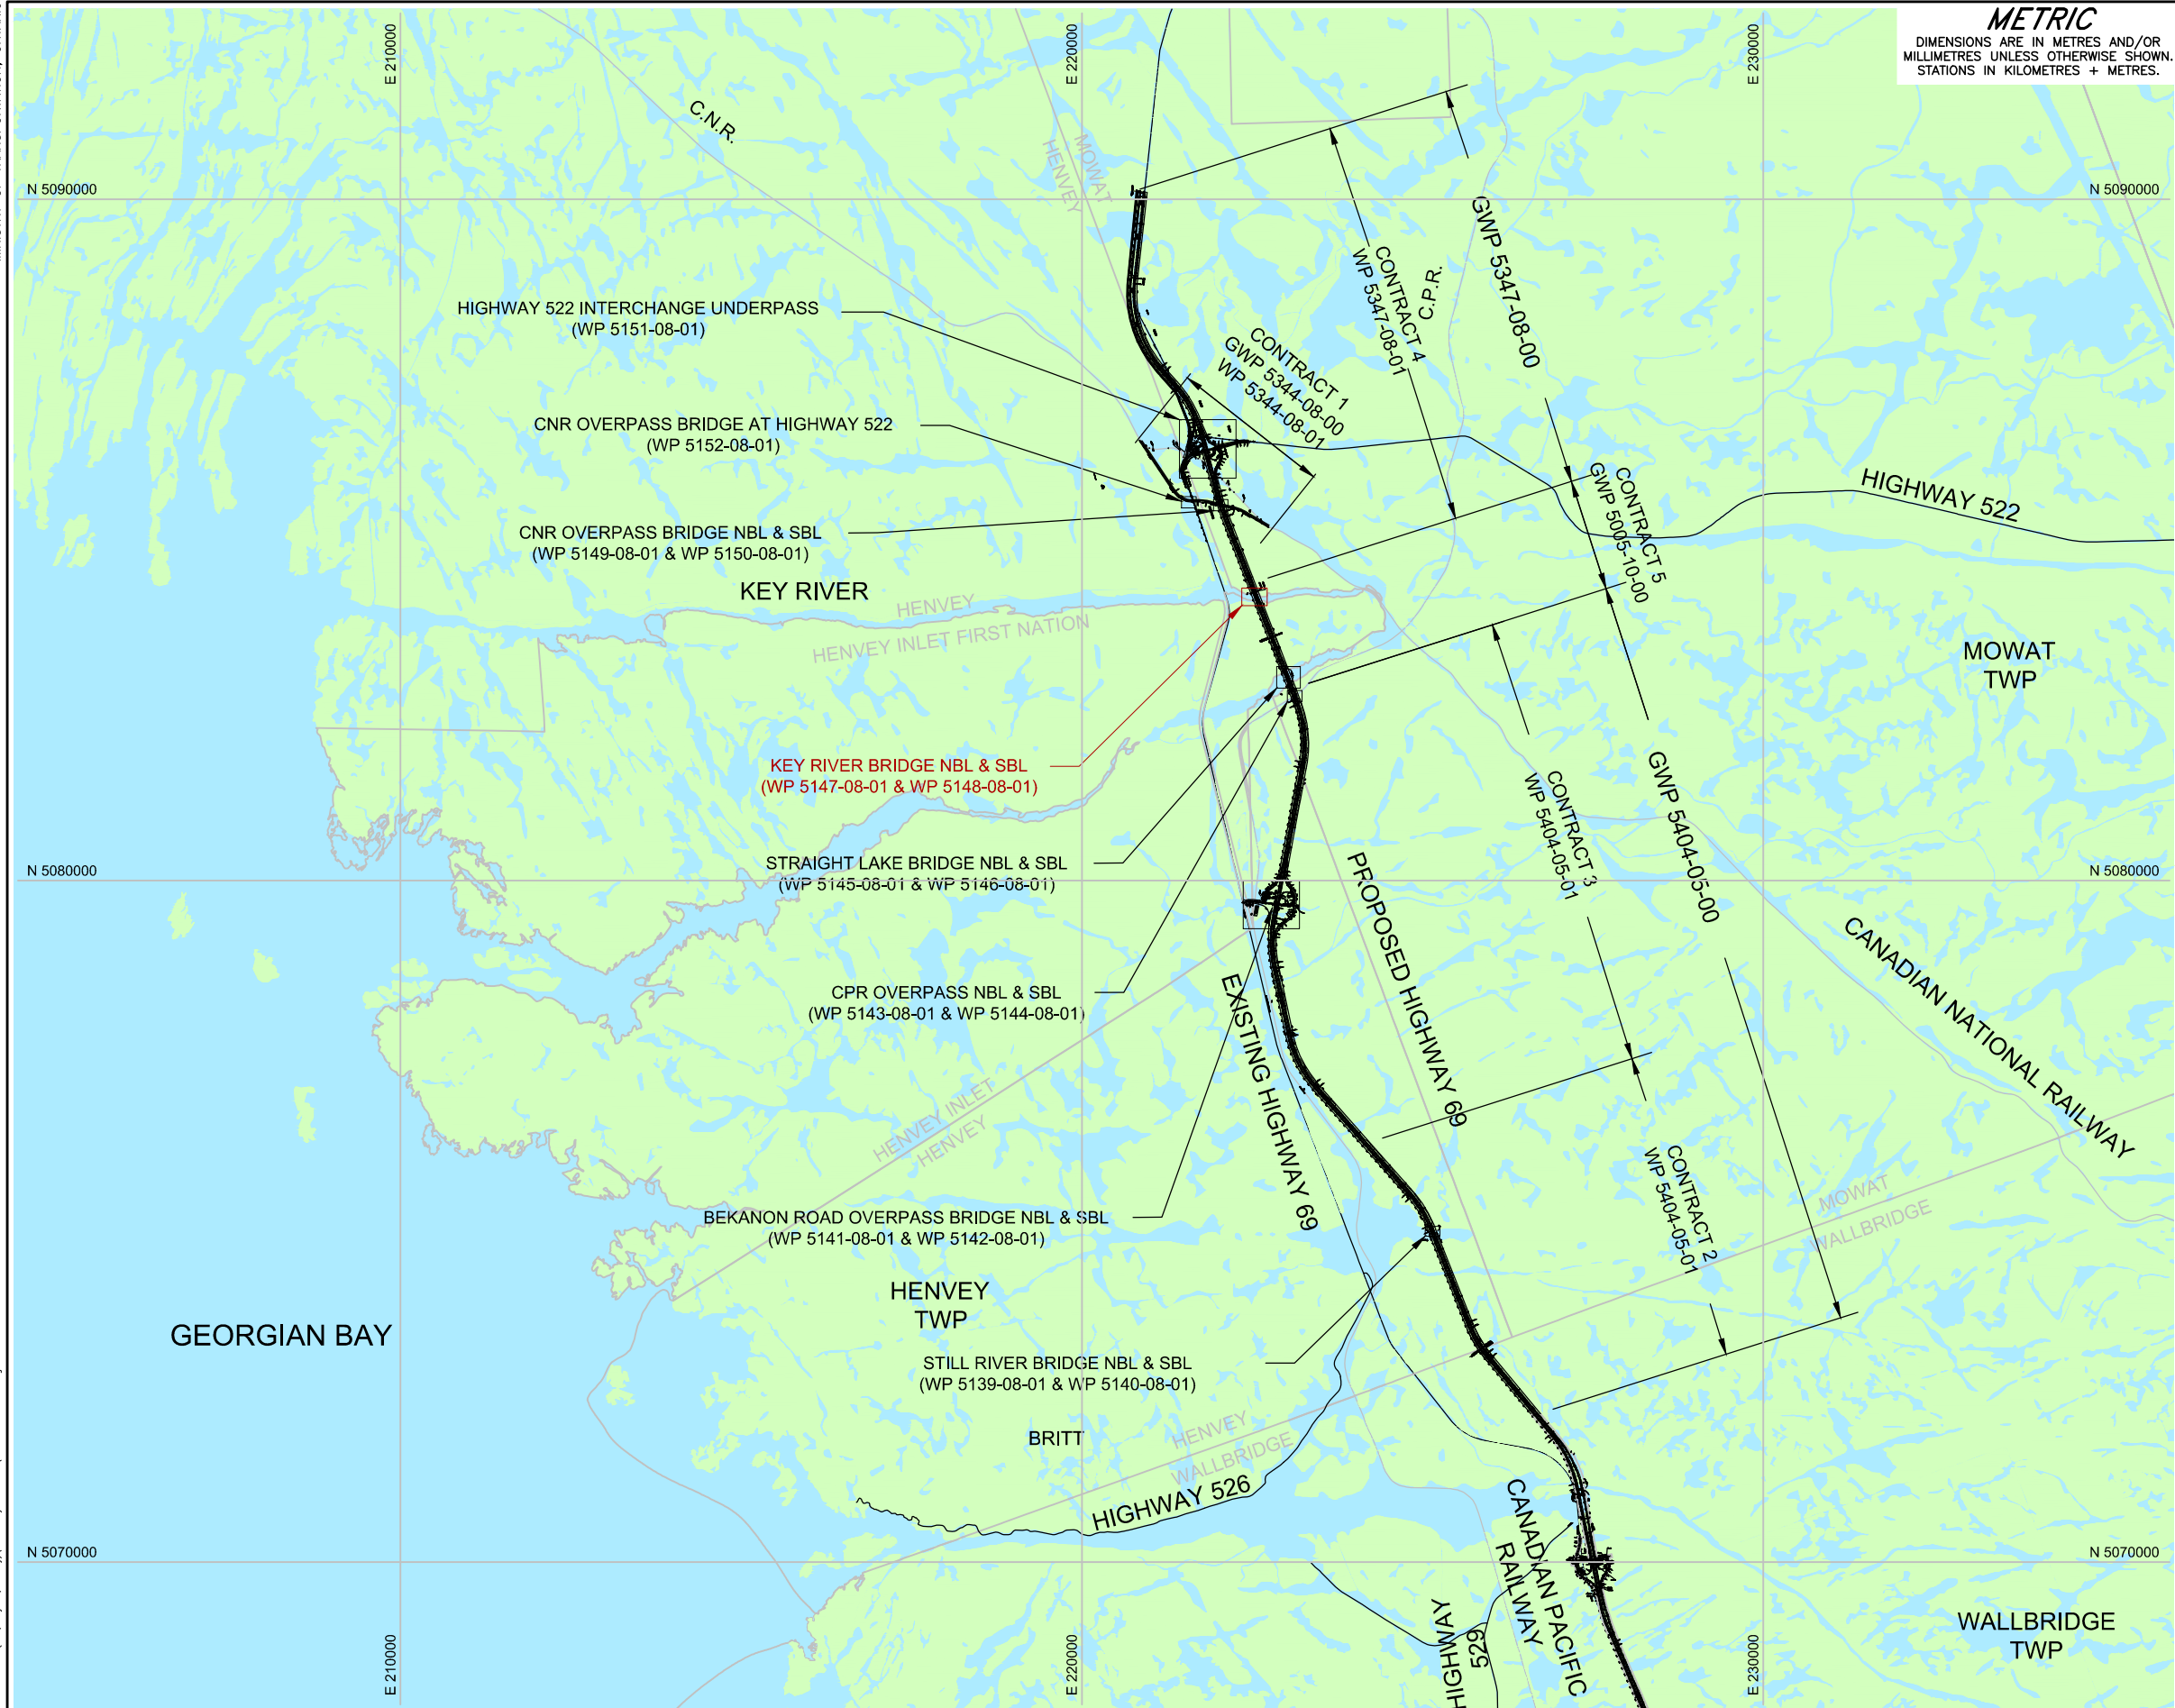 METRIC
DIMENSIONS ARE IN METRES AND/OR
MILLIMETRES UNLESS OTHERWISE SHOWN.
STATIONS IN KILOMETRES + METRES.
E 210000
E 220000
E 230000
C.N.R.
MOWAT
HENVEY
N 5090000
N 5090000
GWP 5347-08-00
CONTRACT 4
WP 5347-08-01
C.P.R.
HIGHWAY 522 INTERCHANGE UNDERPASS
(WP 5151-08-01)
CONTRACT 1
GWP 5344-08-00
WP 5344-08-01
CNR OVERPASS BRIDGE AT HIGHWAY 522
(WP 5152-08-01)
CONTRACT 5
GWP 5005-10-00
HIGHWAY 522
CNR OVERPASS BRIDGE NBL & SBL
(WP 5149-08-01 & WP 5150-08-01)
KEY RIVER
HENVEY
HENVEY INLET FIRST NATION
MOWAT
TWP
KEY RIVER BRIDGE NBL & SBL
(WP 5147-08-01 & WP 5148-08-01)
CONTRACT 3
WP 5404-05-01
GWP 5404-05-00
STRAIGHT LAKE BRIDGE NBL & SBL
(WP 5145-08-01 & WP 5146-08-01)
N 5080000
N 5080000
PROPOSED HIGHWAY 69
CANADIAN NATIONAL RAILWAY
CPR OVERPASS NBL & SBL
(WP 5143-08-01 & WP 5144-08-01)
EXISTING HIGHWAY 69
HENVEY INLET
HENVEY
CONTRACT 2
WP 5404-05-01
MOWAT
WALLBRIDGE
BEKANON ROAD OVERPASS BRIDGE NBL & SBL
(WP 5141-08-01 & WP 5142-08-01)
HENVEY
TWP
GEORGIAN BAY
STILL RIVER BRIDGE NBL & SBL
(WP 5139-08-01 & WP 5140-08-01)
BRITT
HENVEY
WALLBRIDGE
HIGHWAY 526
CANADIAN PACIFIC
RAILWAY
N 5070000
N 5070000
HIGHWAY
529
WALLBRIDGE
TWP
E 210000
E 220000
E 230000